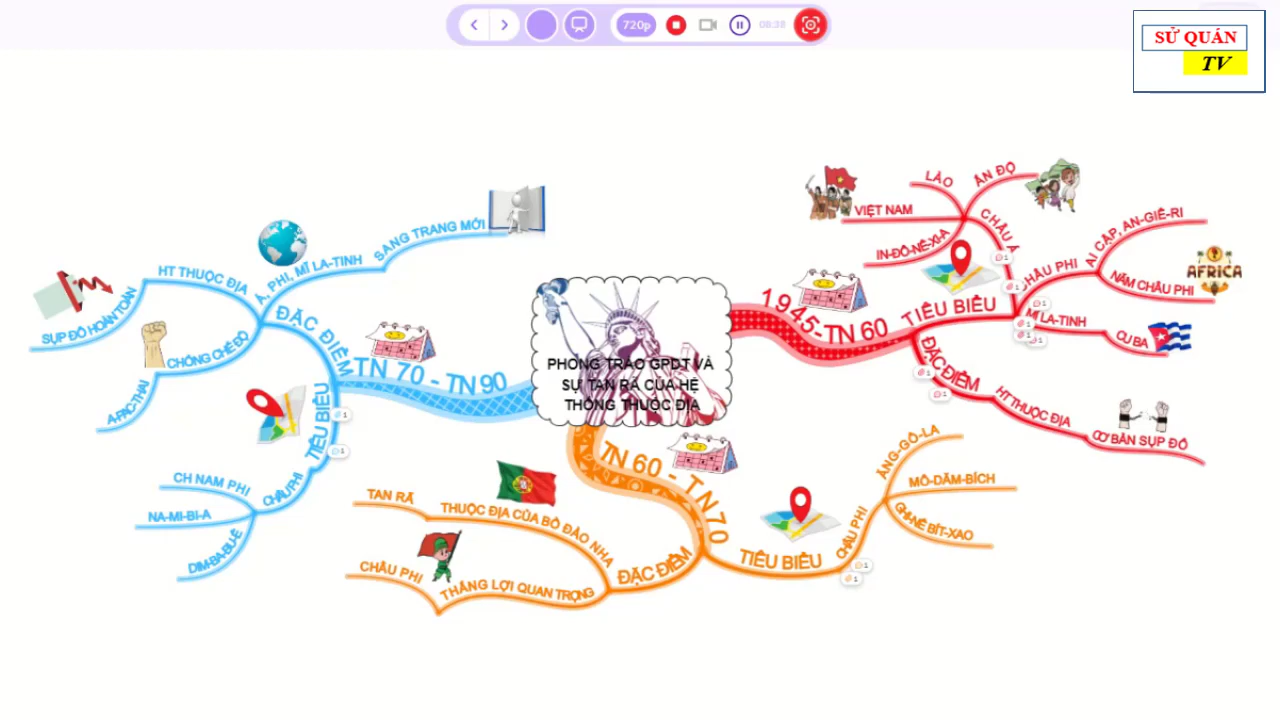 720p
08:38
SỬ QUÁN
TV
PHONG TRÀO GPDT VÀ
SỰ TAN RÃ CỦA HỆ
THỐNG THUỘC ĐỊA
1945-TN 60
TIÊU BIỂU
CHÂU Á
ẤN ĐỘ
LÀO
VIỆT NAM
IN-ĐÔ-NÊ-XI-A
CHÂU PHI
AI CẬP, AN-GIÊ-RI
NĂM CHÂU PHI
AFRICA
MĨ LA-TINH
CU BA
ĐẶC ĐIỂM
HT THUỘC ĐỊA
CƠ BẢN SỤP ĐỔ
TN 60 - TN70
TIÊU BIỂU
CHÂU PHI
ĂNG-GÔ-LA
MÔ-DĂM-BÍCH
GHI-NÊ BÍT-XAO
ĐẶC ĐIỂM
THUỘC ĐỊA CỦA BỒ ĐÀO NHA
TAN RÃ
THẮNG LỢI QUAN TRỌNG
CHÂU PHI
TN 70 - TN 90
ĐẶC ĐIỂM
Á, PHI, MĨ LA-TINH
SANG TRANG MỚI
HT THUỘC ĐỊA
SỤP ĐỔ HOÀN TOÀN
CHỐNG CHẾ ĐỘ
A-PAC-THAI
TIÊU BIỂU
CHÂU PHI
CH NAM PHI
NA-MI-BI-A
DIM-BA-BU-Ê